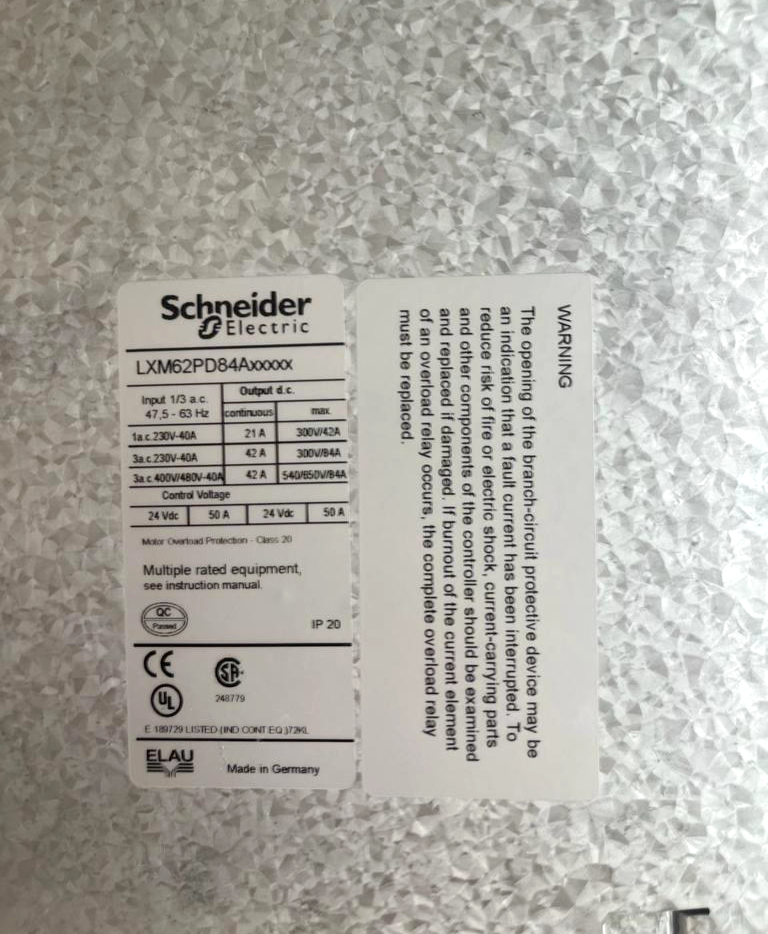 Schneider
Electric
LXM62PD84Axxxxx
Input 1/3 a.c. Output d.c.
47,5 - 63 Hz continuous max.
1a.c.230V-40A 21 A 300V/42A
3a.c.230V-40A 42 A 300V/84A
3a.c.400V/480V-40A 42 A 540/650V/84A
Control Voltage
24 Vdc 50 A 24 Vdc 50 A
Motor Overload Protection - Class 20
Multiple rated equipment,
see instruction manual.
QC
Passed
IP 20
CE
SA
248779
UL
E 189729 LISTED (IND CONT EQ )72KL
ELAU
Made in Germany
WARNING
The opening of the branch-circuit protective device may be
an indication that a fault current has been interrupted. To
reduce risk of fire or electric shock, current-carrying parts
and other components of the controller should be examined
and replaced if damaged. If burnout of the current element
of an overload relay occurs, the complete overload relay
must be replaced.